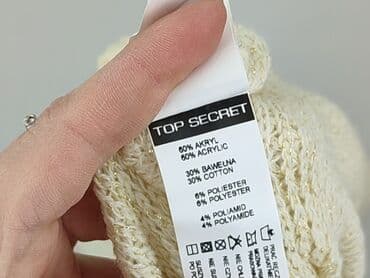 TOP SECRET
60% AKRYL
60% ACRYLIC
30% BAWEŁNA
30% COTTON
6% POLIESTER
6% POLYESTER
4% POLIAMID
4% POLYAMIDE